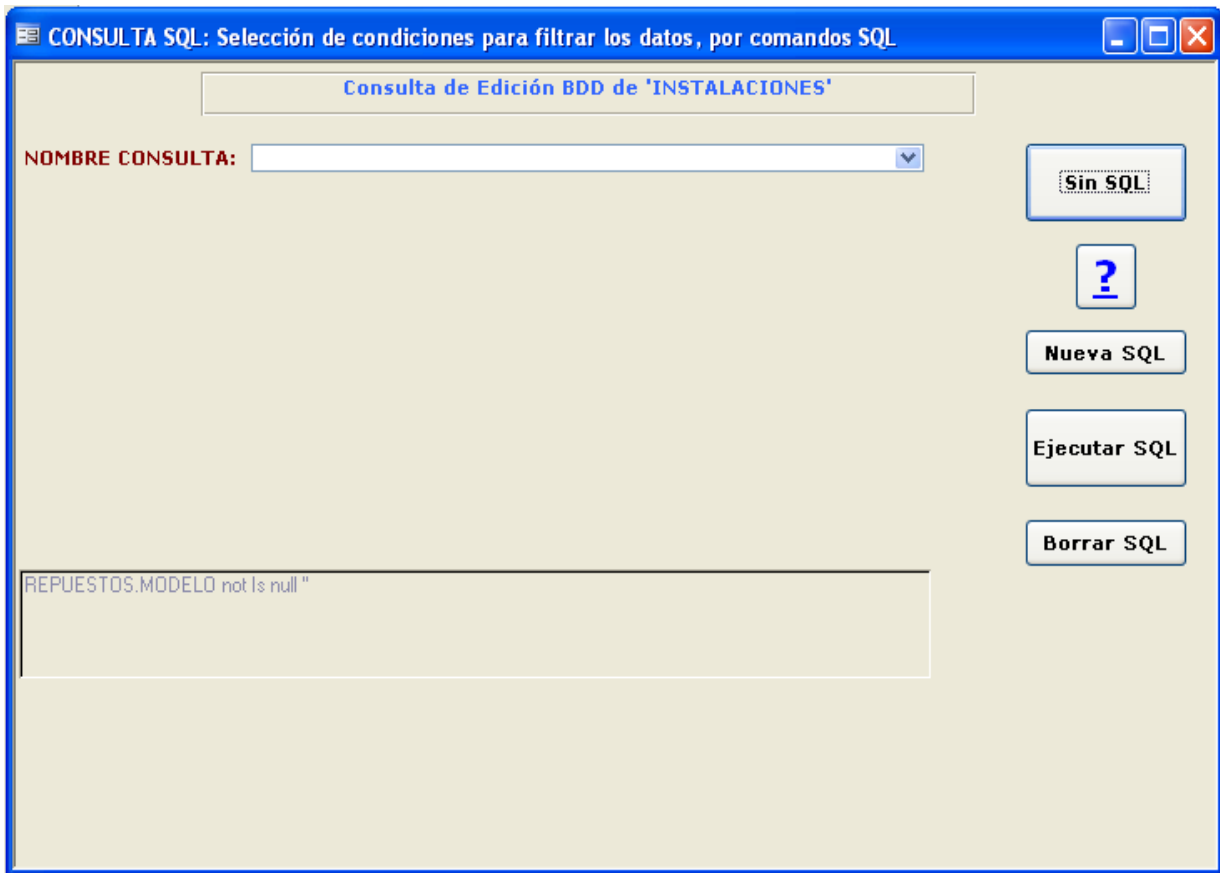 CONSULTA SQL: Selección de condiciones para filtrar los datos, por comandos SQL
Consulta de Edición BDD de 'INSTALACIONES'
NOMBRE CONSULTA:
Sin SQL
?
Nueva SQL
Ejecutar SQL
Borrar SQL
REPUESTOS.MODELO not Is null "